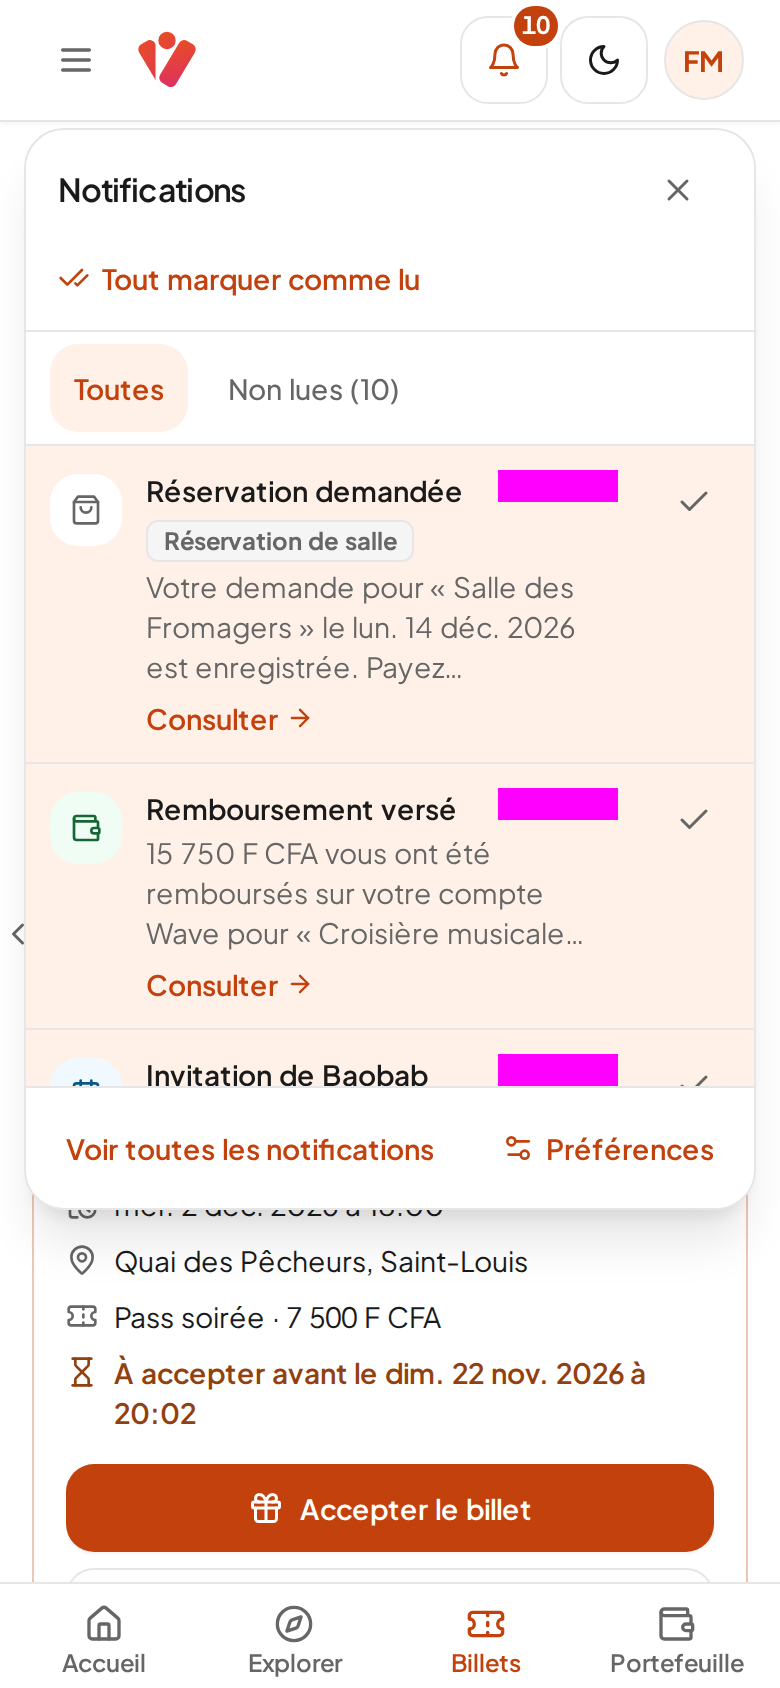 10
FM
Notifications
Tout marquer comme lu
Toutes
Non lues (10)
Réservation demandée
Réservation de salle
Votre demande pour « Salle des
Fromagers » le lun. 14 déc. 2026
est enregistrée. Payez…
Consulter →
Remboursement versé
15 750 F CFA vous ont été
remboursés sur votre compte
Wave pour « Croisière musicale…
Consulter →
Invitation de Baobab
Voir toutes les notifications
Préférences
Quai des Pêcheurs, Saint-Louis
Pass soirée · 7 500 F CFA
À accepter avant le dim. 22 nov. 2026 à
20:02
Accepter le billet
Accueil
Explorer
Billets
Portefeuille